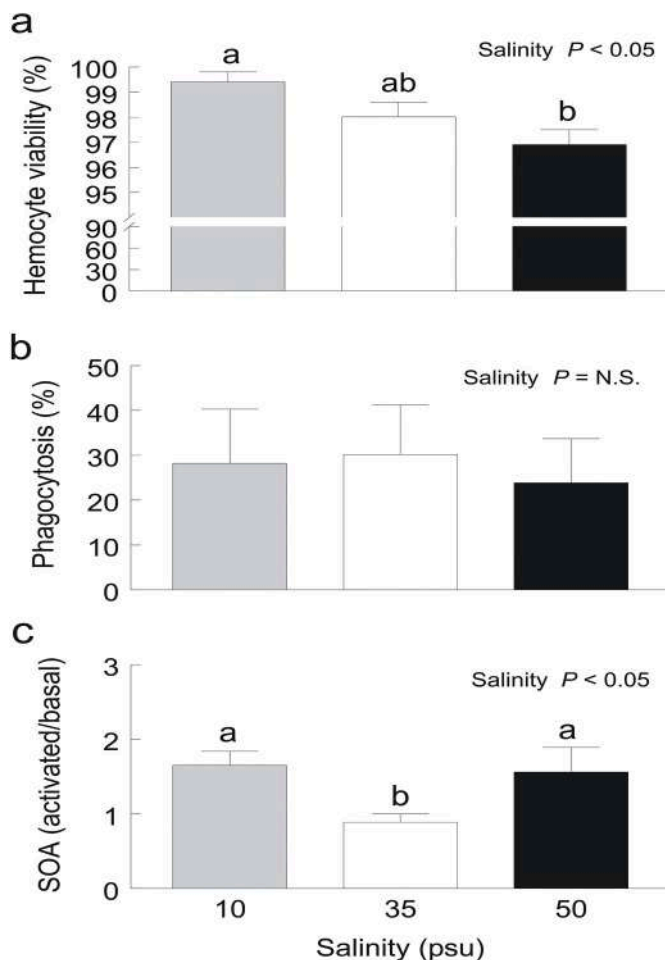 a
Salinity P < 0.05
Hemocyte viability (%)
100
99
98
97
96
95
90
60
30
0
a
ab
b
b
Salinity P = N.S.
Phagocytosis (%)
50
40
30
20
10
0
c
Salinity P < 0.05
SOA (activated/basal)
3
2
1
0
a
b
a
10 35 50
Salinity (psu)